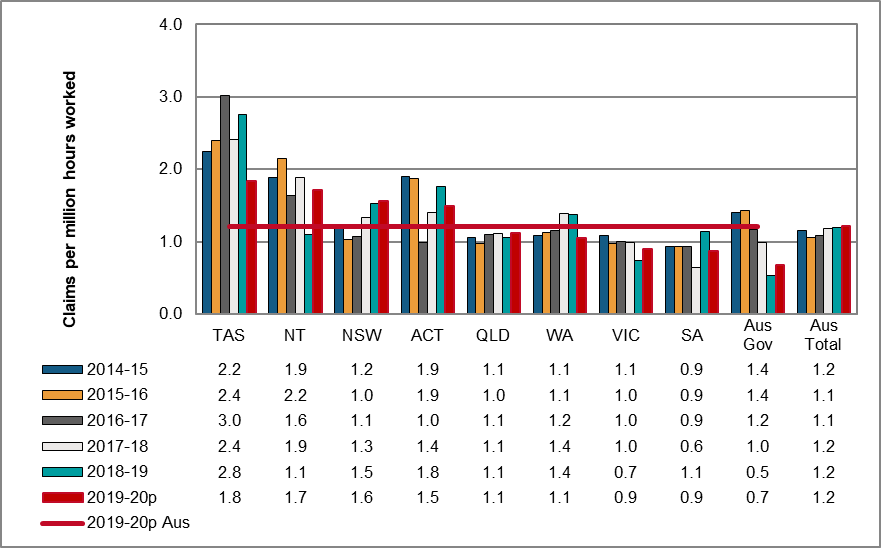 Claims per million hours worked
4.0
3.0
2.0
1.0
0.0
TAS NT NSW ACT QLD WA VIC SA Aus Gov Aus Total
2014-15 2.2 1.9 1.2 1.9 1.1 1.1 1.1 0.9 1.4 1.2
2015-16 2.4 2.2 1.0 1.9 1.0 1.1 1.0 0.9 1.4 1.1
2016-17 3.0 1.6 1.1 1.0 1.1 1.2 1.0 0.9 1.2 1.1
2017-18 2.4 1.9 1.3 1.4 1.1 1.4 1.0 0.6 1.0 1.2
2018-19 2.8 1.1 1.5 1.8 1.1 1.4 0.7 1.1 0.5 1.2
2019-20p 1.8 1.7 1.6 1.5 1.1 1.1 0.9 0.9 0.7 1.2
2019-20p Aus